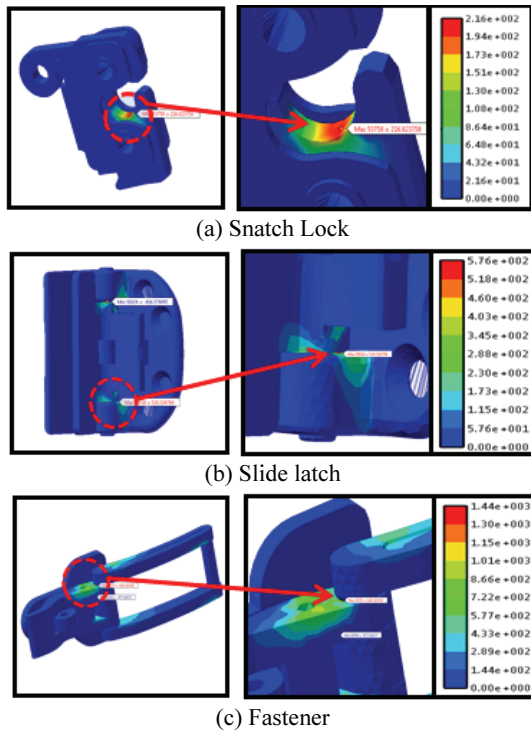 2.16e +002
1.94e +002
1.73e +002
1.51e +002
1.30e +002
1.08e +002
8.64e +001
6.48e +001
4.32e +001
2.16e +001
0.00e +000
Max 53758 = 216.023758
(a) Snatch Lock
5.76e +002
5.18e +002
4.60e +002
4.03e +002
3.45e +002
2.88e +002
2.30e +002
1.73e +002
1.15e +002
5.76e +001
0.00e +000
(b) Slide latch
1.44e +003
1.30e +003
1.15e +003
1.01e +003
8.66e +002
7.22e +002
5.77e +002
4.33e +002
2.89e +002
1.44e +002
0.00e +000
(c) Fastener